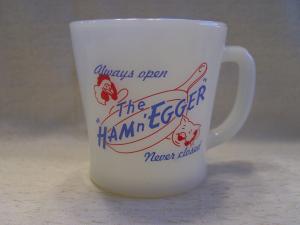 Always open
The
"HAM n' EGGER"
Never closed